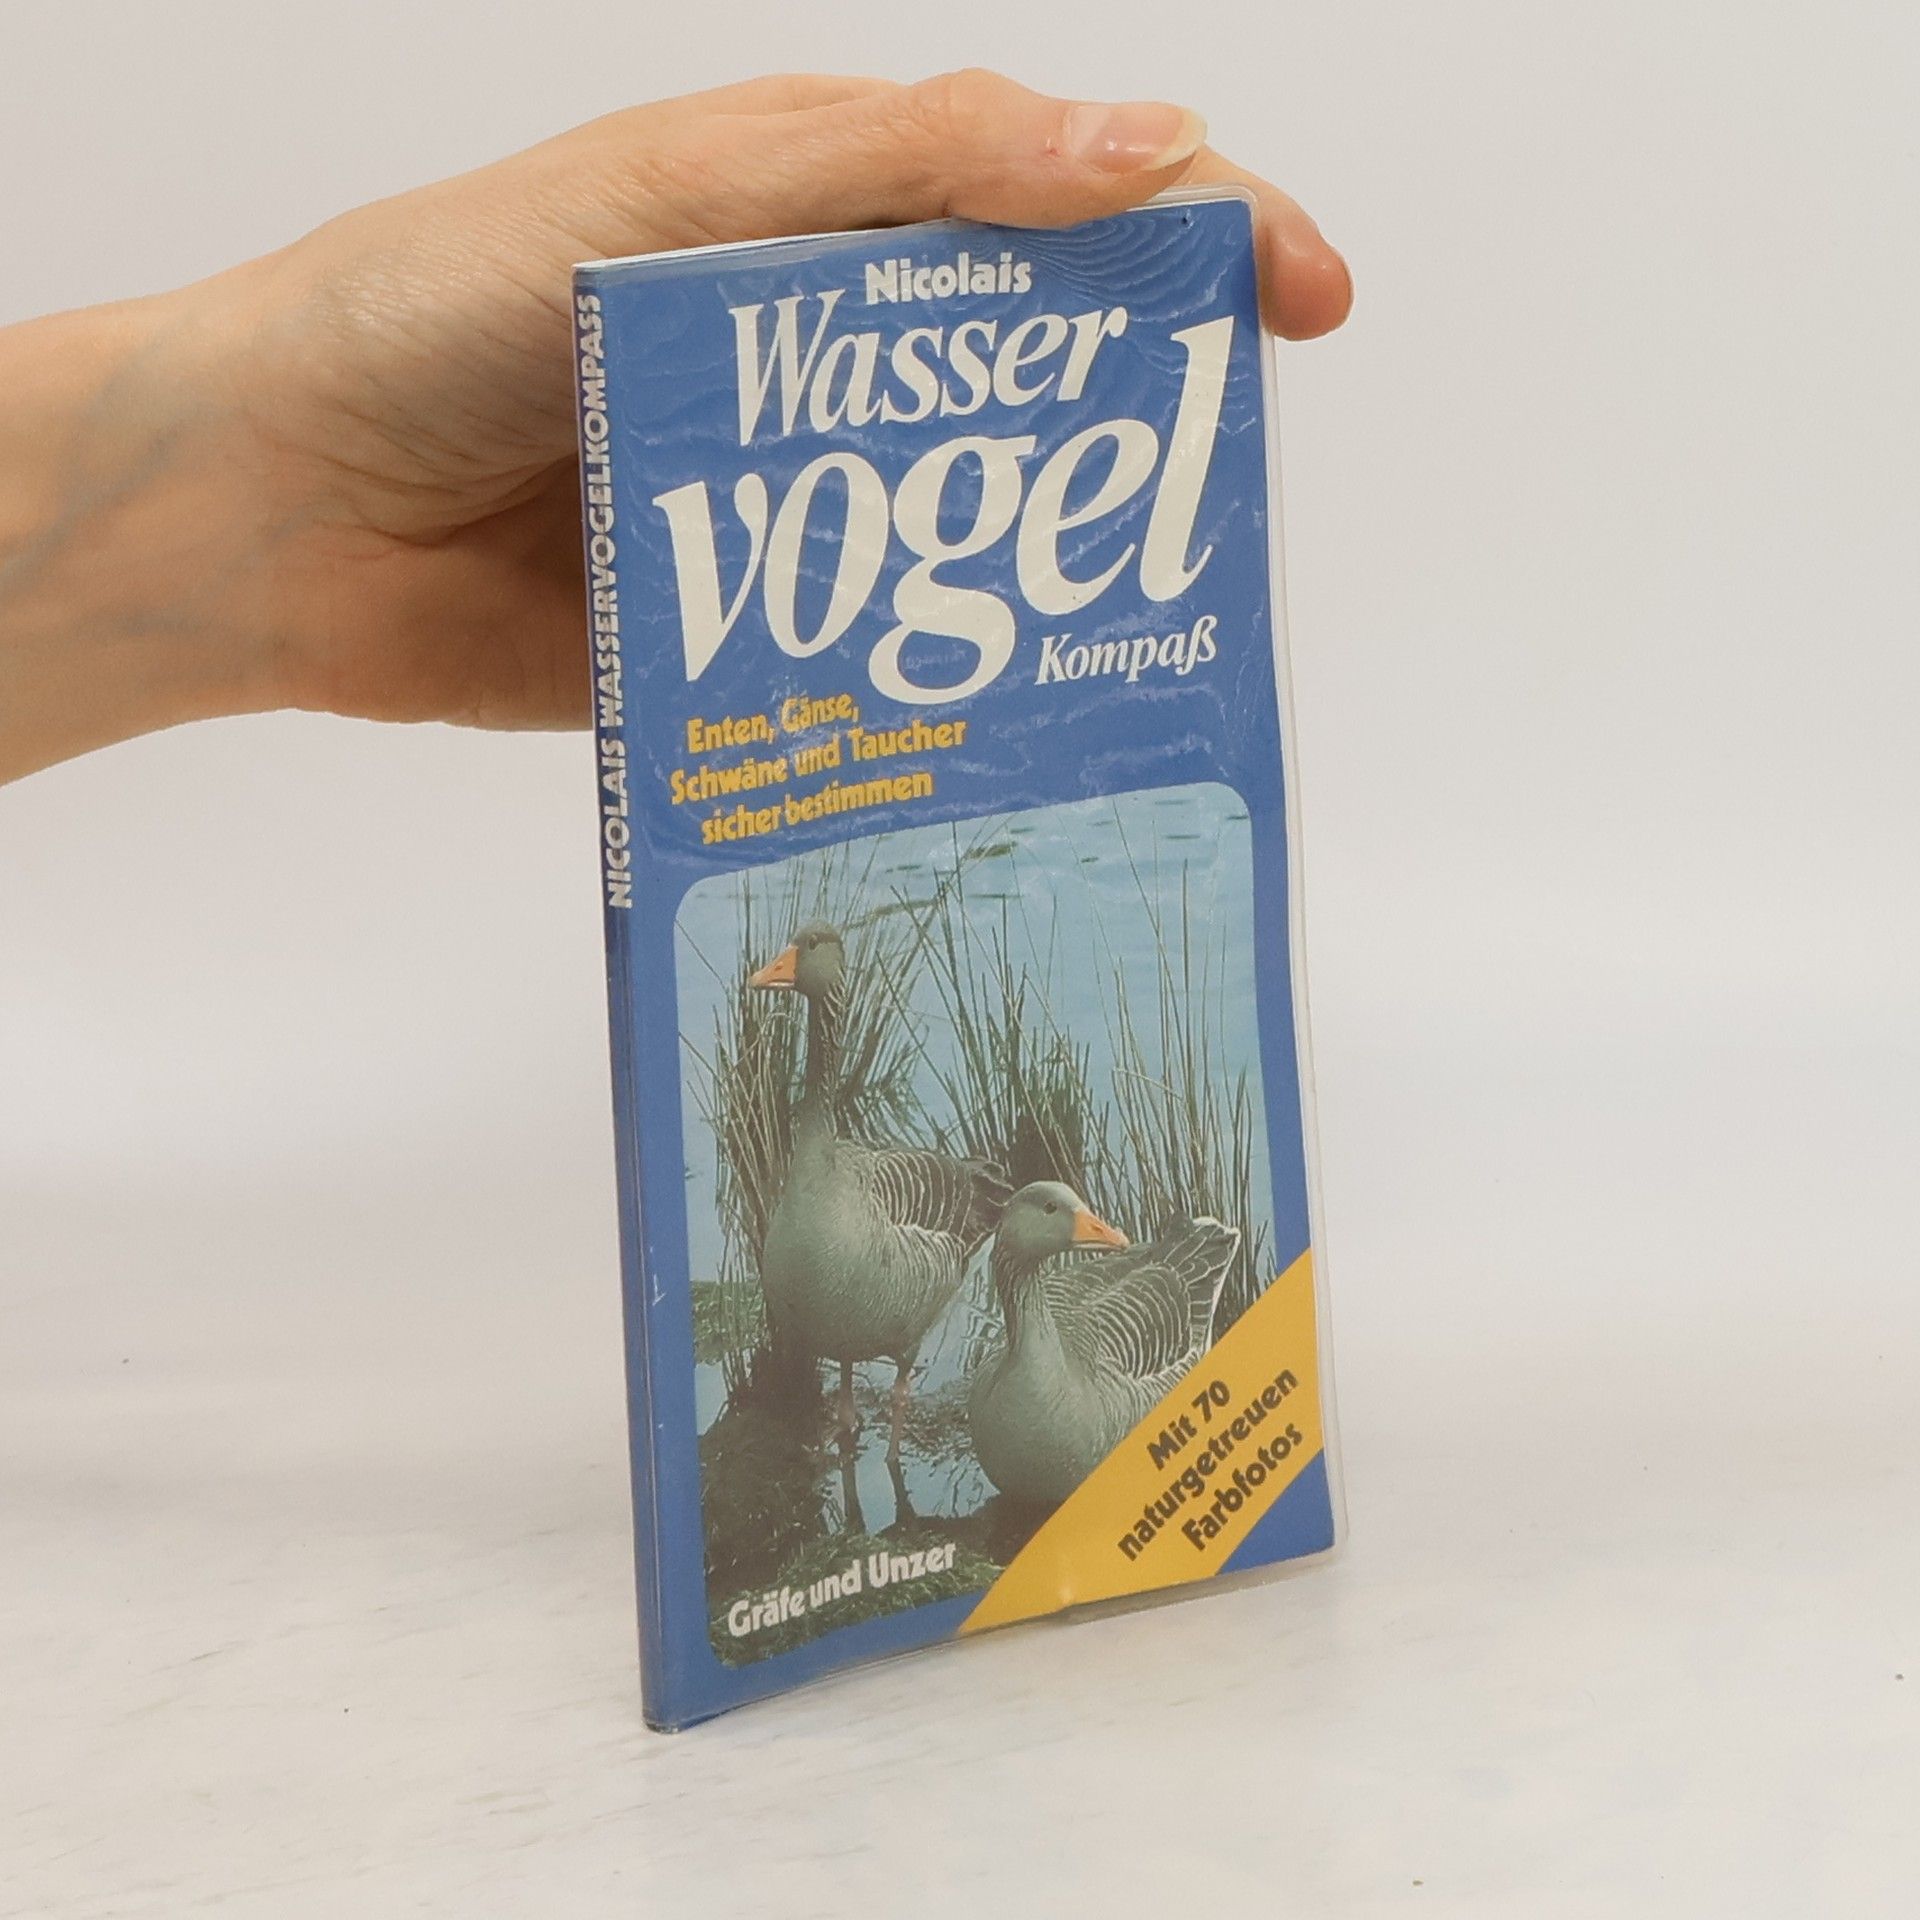 Nicolais
Wasser
vogel
Kompaß
Enten, Gänse,
Schwäne und Taucher
sicher bestimmen
Mit 70
naturgetreuen
Farbfotos
Gräfe und Unzer
NICOLAIS WASSERVOGELKOMPASS